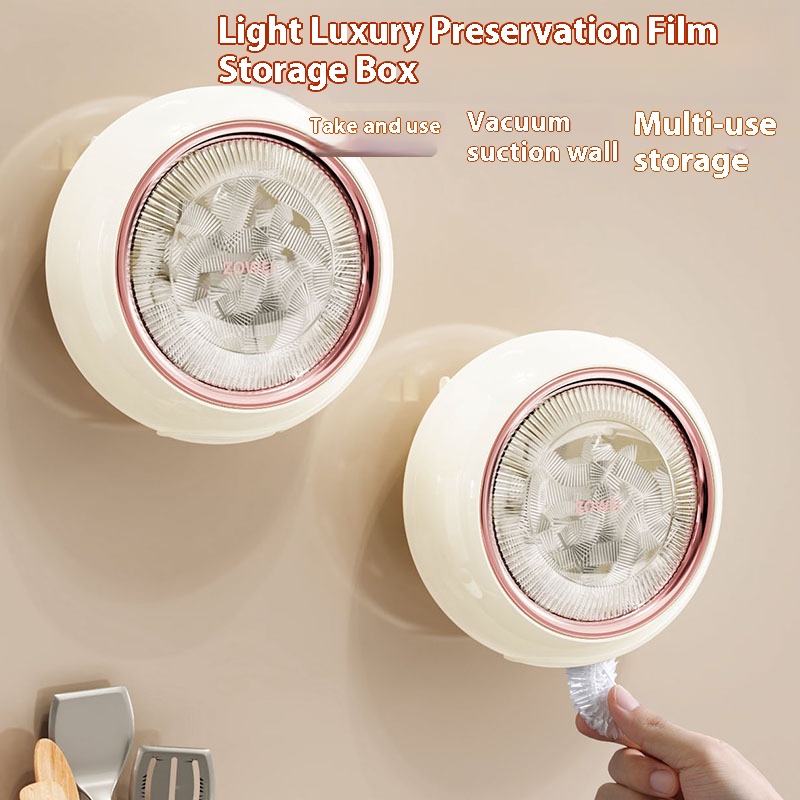 Light Luxury Preservation Film
Storage Box
Take and use
Vacuum
suction wall
Multi-use
storage